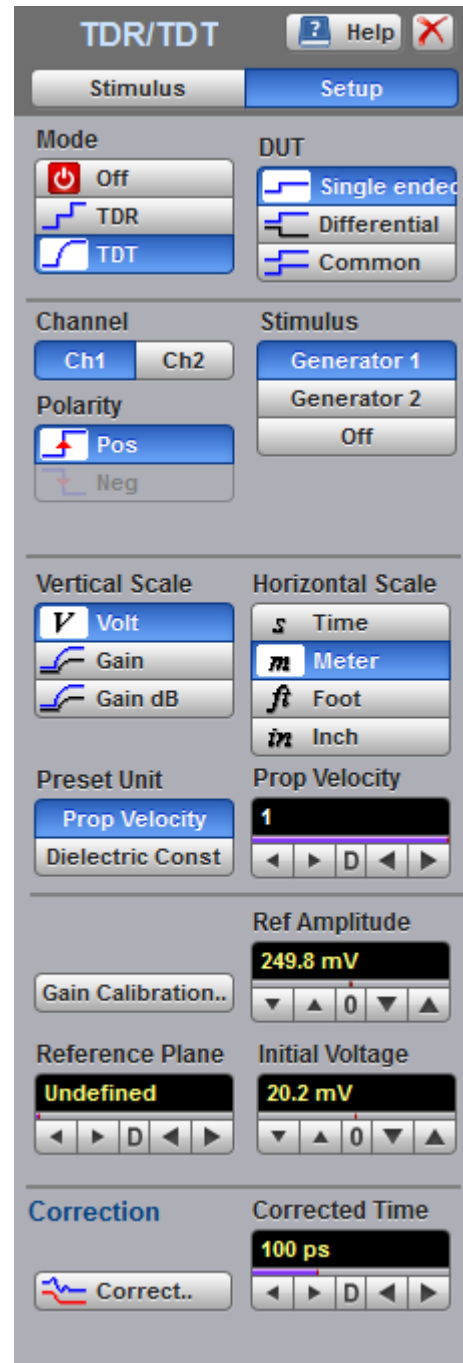 TDR/TDT
? Help
Stimulus Setup
Mode
Off
TDR
TDT
DUT
Single ended
Differential
Common
Channel
Ch1 Ch2
Stimulus
Generator 1
Generator 2
Off
Polarity
Pos
Neg
Vertical Scale
V Volt
Gain
Gain dB
Horizontal Scale
s Time
m Meter
ft Foot
in Inch
Preset Unit
Prop Velocity
Dielectric Const
Prop Velocity
1
D
Gain Calibration..
Ref Amplitude
249.8 mV
0
Reference Plane
Undefined
D
Initial Voltage
20.2 mV
0
Correction
Correct..
Corrected Time
100 ps
D